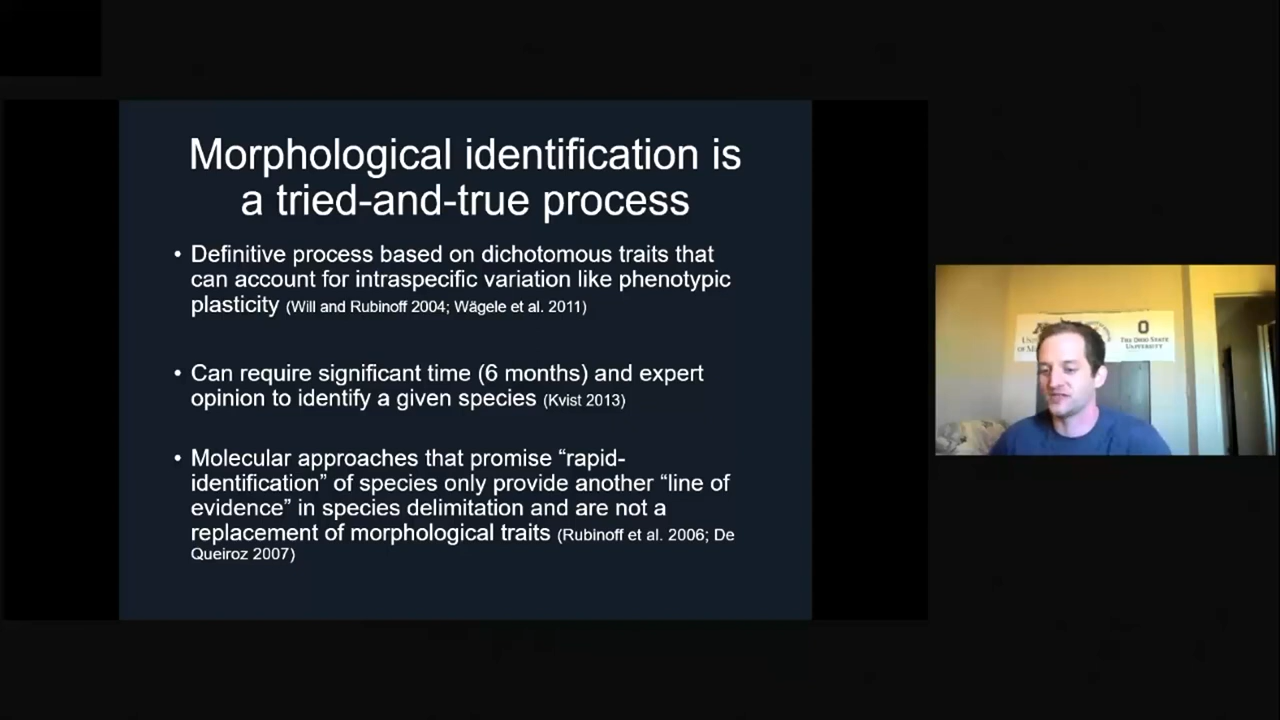 Morphological identification is
a tried-and-true process
• Definitive process based on dichotomous traits that
can account for intraspecific variation like phenotypic
plasticity (Will and Rubinoff 2004; Wägele et al. 2011)
• Can require significant time (6 months) and expert
opinion to identify a given species (Kvist 2013)
• Molecular approaches that promise “rapid-
identification” of species only provide another “line of
evidence” in species delimitation and are not a
replacement of morphological traits (Rubinoff et al. 2006; De
Queiroz 2007)
O
THE OHIO STATE
UNIVERSITY